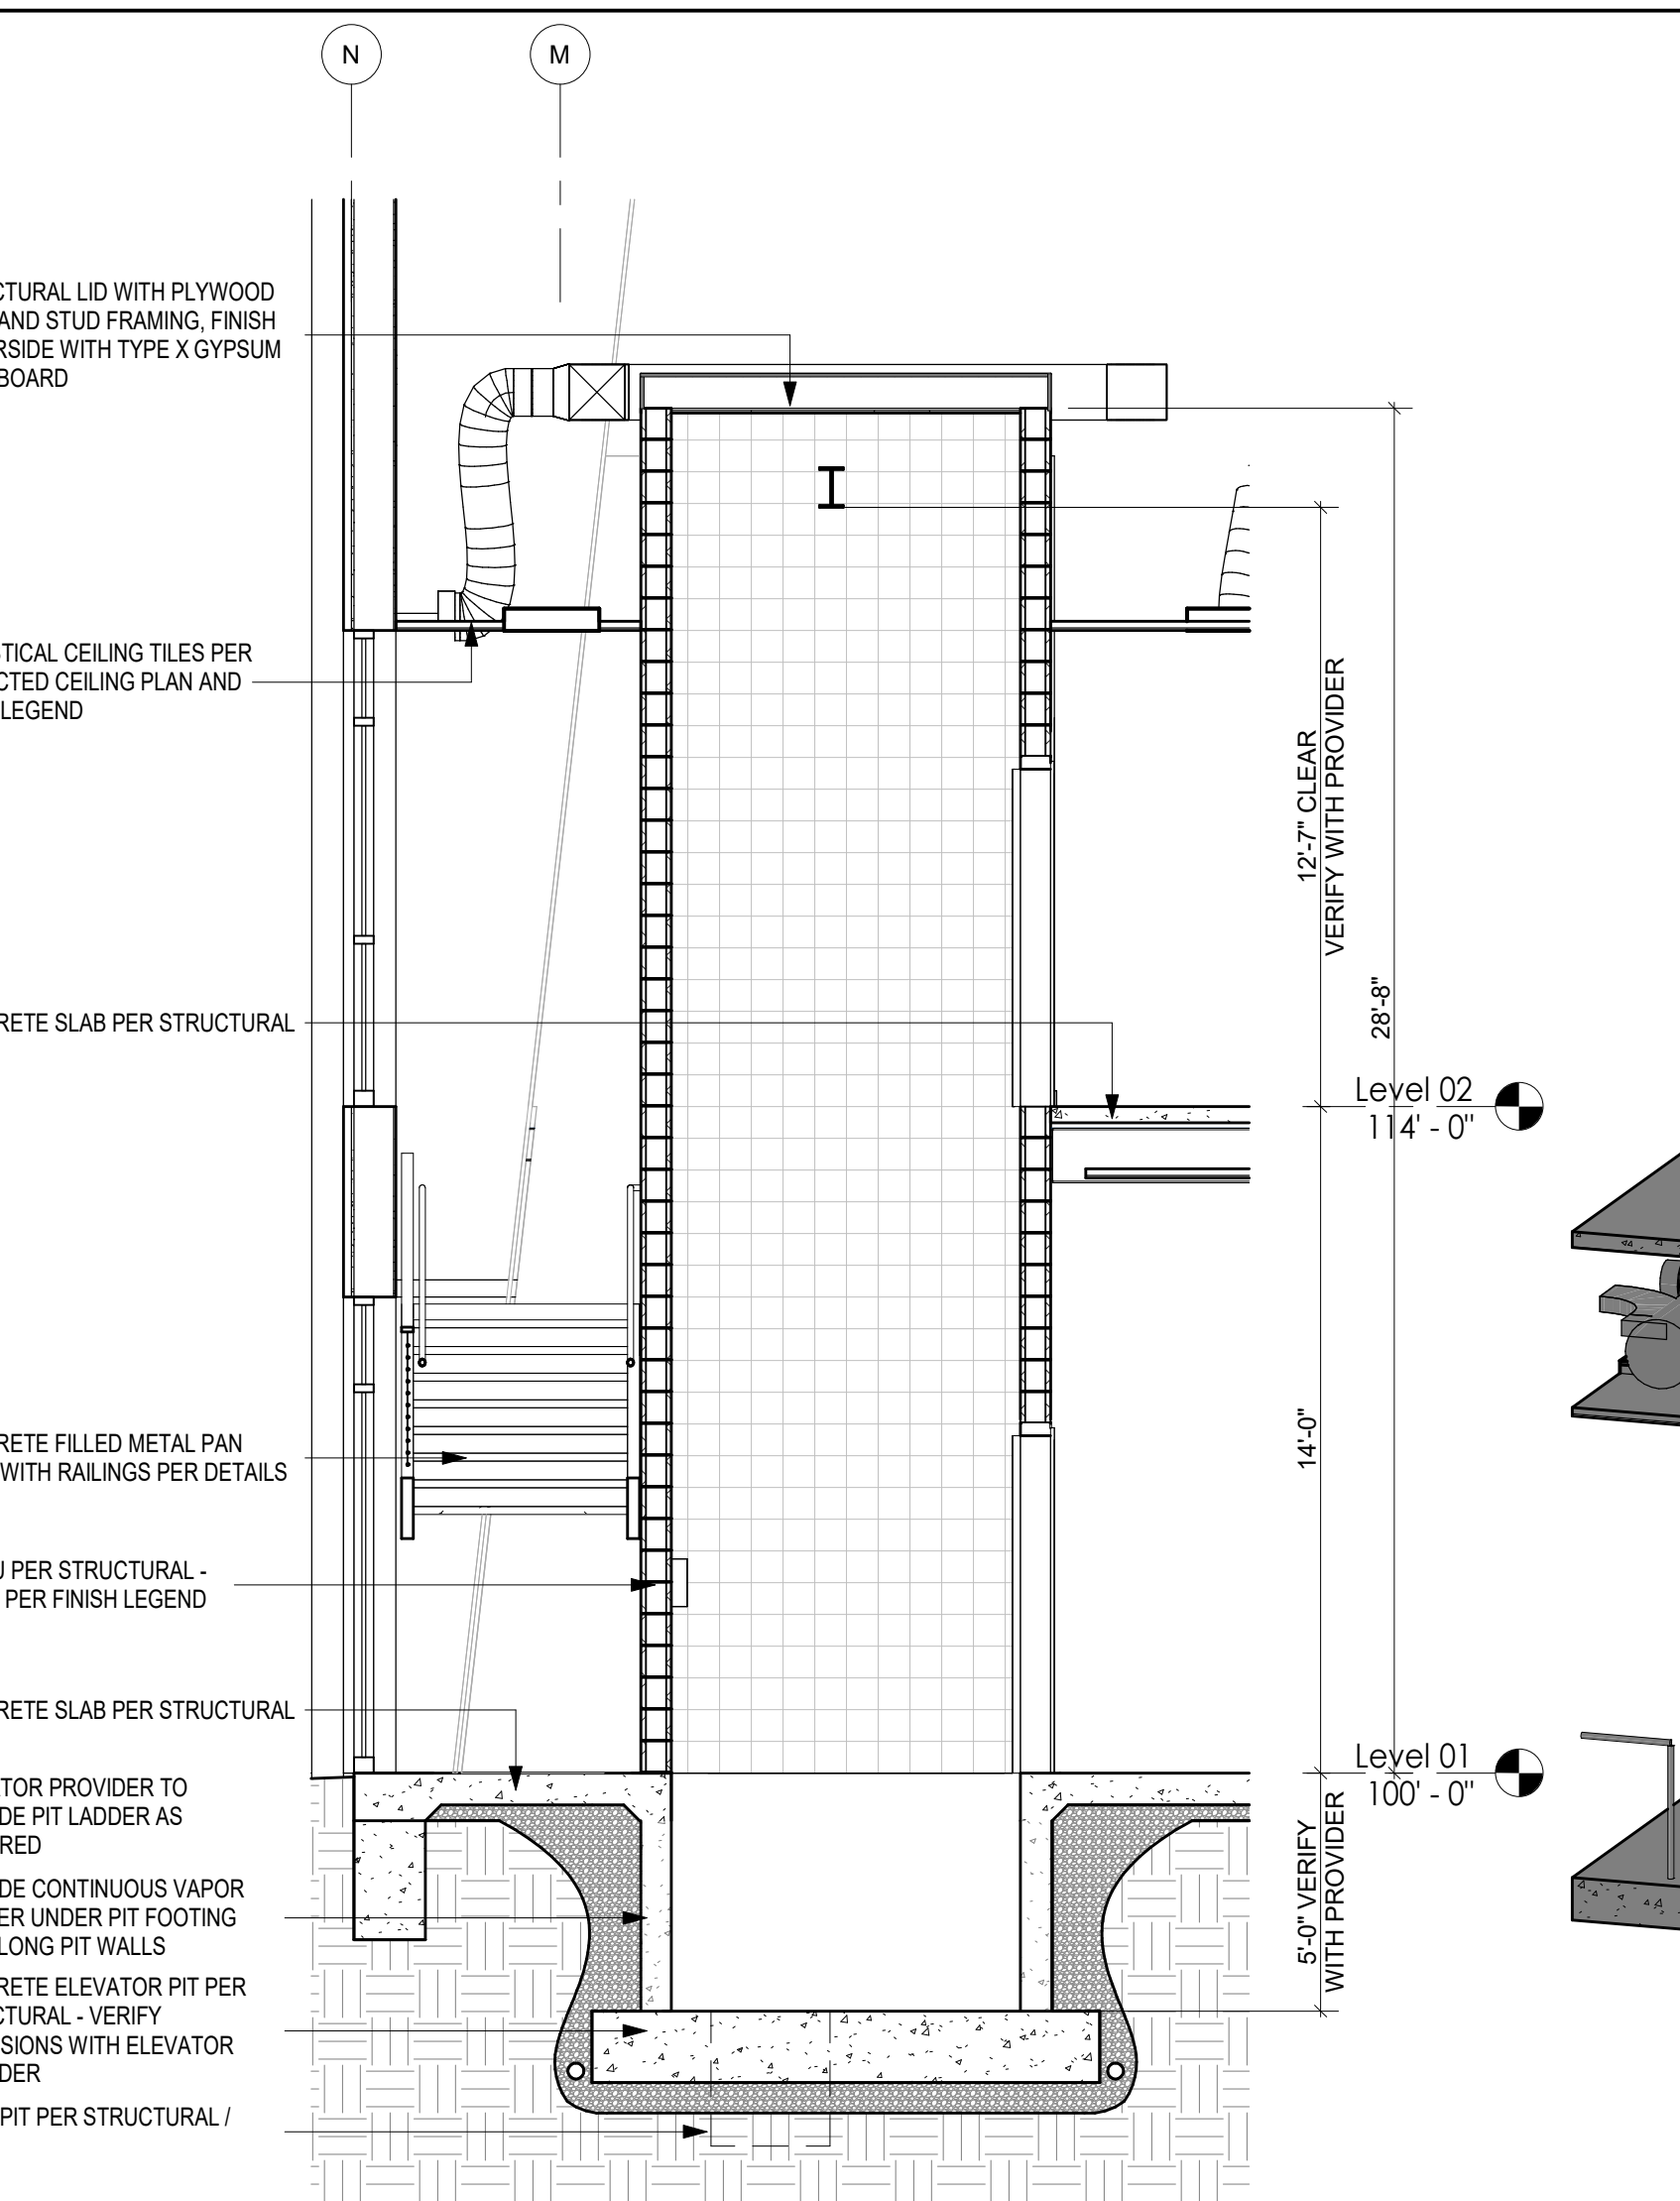 N
M
CTURAL LID WITH PLYWOOD
AND STUD FRAMING, FINISH
RSIDE WITH TYPE X GYPSUM
BOARD
STICAL CEILING TILES PER
CTED CEILING PLAN AND
LEGEND
12'-7" CLEAR
VERIFY WITH PROVIDER
28'-8"
RETE SLAB PER STRUCTURAL
Level 02
114' - 0"
14'-0"
RETE FILLED METAL PAN
WITH RAILINGS PER DETAILS
U PER STRUCTURAL -
PER FINISH LEGEND
RETE SLAB PER STRUCTURAL
Level 01
100' - 0"
ATOR PROVIDER TO
DE PIT LADDER AS
RED
5'-0" VERIFY
WITH PROVIDER
DE CONTINUOUS VAPOR
ER UNDER PIT FOOTING
LONG PIT WALLS
RETE ELEVATOR PIT PER
CTURAL - VERIFY
SIONS WITH ELEVATOR
DER
PIT PER STRUCTURAL /